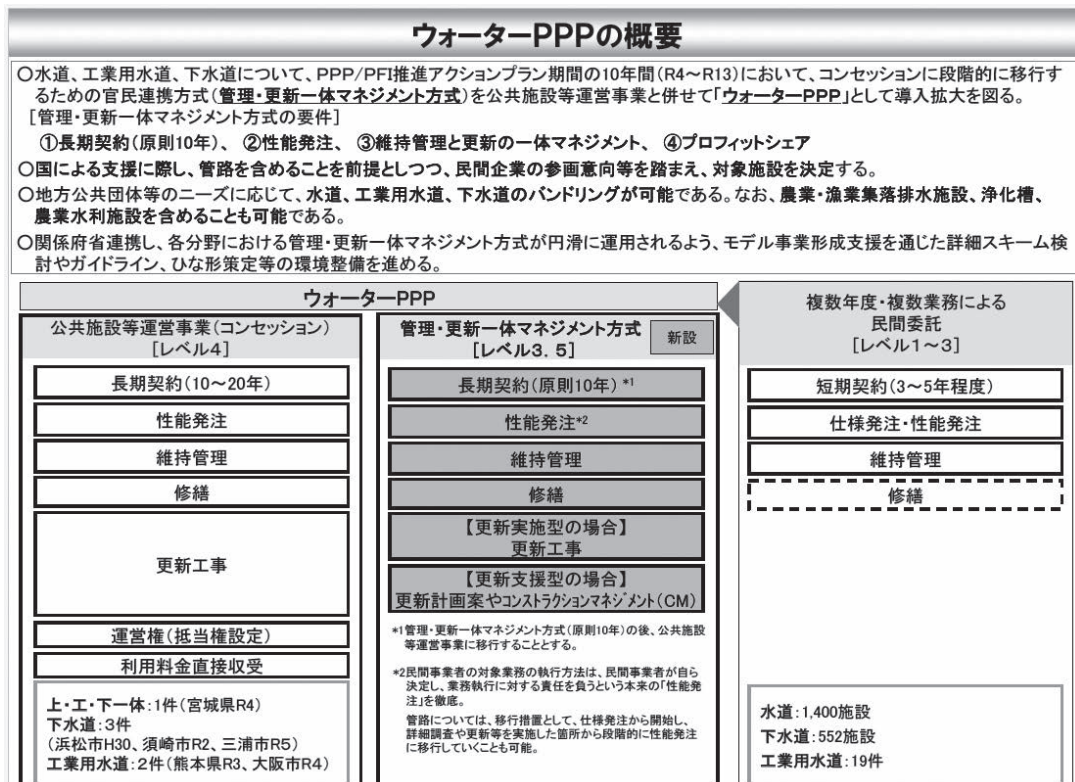 ウォーターPPPの概要
○水道、工業用水道、下水道について、PPP/PFI推進アクションプラン期間の10年間(R4～R13)において、コンセッションに段階的に移行す
るための官民連携方式(管理・更新一体マネジメント方式)を公共施設等運営事業と併せて「ウォーターPPP」として導入拡大を図る。
[管理・更新一体マネジメント方式の要件]
①長期契約(原則10年)、 ②性能発注、 ③維持管理と更新の一体マネジメント、 ④プロフィットシェア
○国による支援に際し、管路を含めることを前提としつつ、民間企業の参画意向等を踏まえ、対象施設を決定する。
○地方公共団体等のニーズに応じて、水道、工業用水道、下水道のバンドリングが可能である。なお、農業・漁業集落排水施設、浄化槽、
農業水利施設を含めることも可能である。
○関係府省連携し、各分野における管理・更新一体マネジメント方式が円滑に運用されるよう、モデル事業形成支援を通じた詳細スキーム検
討やガイドライン、ひな形策定等の環境整備を進める。
ウォーターPPP
公共施設等運営事業(コンセッション)
[レベル4]
長期契約(10～20年)
性能発注
維持管理
修繕
更新工事
運営権(抵当権設定)
利用料金直接収受
上・工・下一体:1件(宮城県R4)
下水道:3件
(浜松市H30、須崎市R2、三浦市R5)
工業用水道:2件(熊本県R3、大阪市R4)
管理・更新一体マネジメント方式
[レベル3.5]
新設
長期契約(原則10年) *1
性能発注*2
維持管理
修繕
【更新実施型の場合】
更新工事
【更新支援型の場合】
更新計画案やコンストラクションマネジメント(CM)
*1管理・更新一体マネジメント方式(原則10年)の後、公共施設
等運営事業に移行することとする。
*2民間事業者の対象業務の執行方法は、民間事業者が自ら
決定し、業務執行に対する責任を負うという本来の「性能発
注」を徹底。
管路については、移行措置として、仕様発注から開始し、
詳細調査や更新等を実施した箇所から段階的に性能発注
に移行していくことも可能。
複数年度・複数業務による
民間委託
[レベル1～3]
短期契約(3～5年程度)
仕様発注・性能発注
維持管理
修繕
水道:1,400施設
下水道:552施設
工業用水道:19件